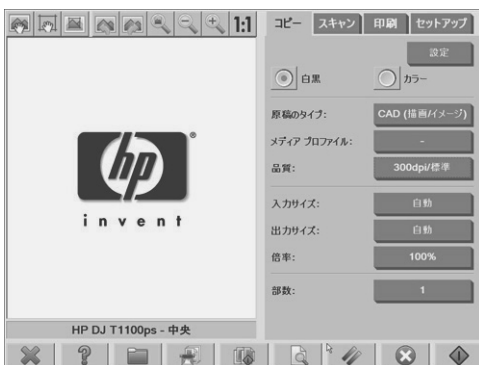 1:1
コピー
スキャン
印刷
セットアップ
設定
白黒
カラー
原稿のタイプ: CAD (描画/イメージ)
メディア プロファイル: -
品質: 300dpi/標準
入力サイズ: 自動
出力サイズ: 自動
倍率: 100%
部数: 1
hp
®
invent
HP DJ T1100ps - 中央
?